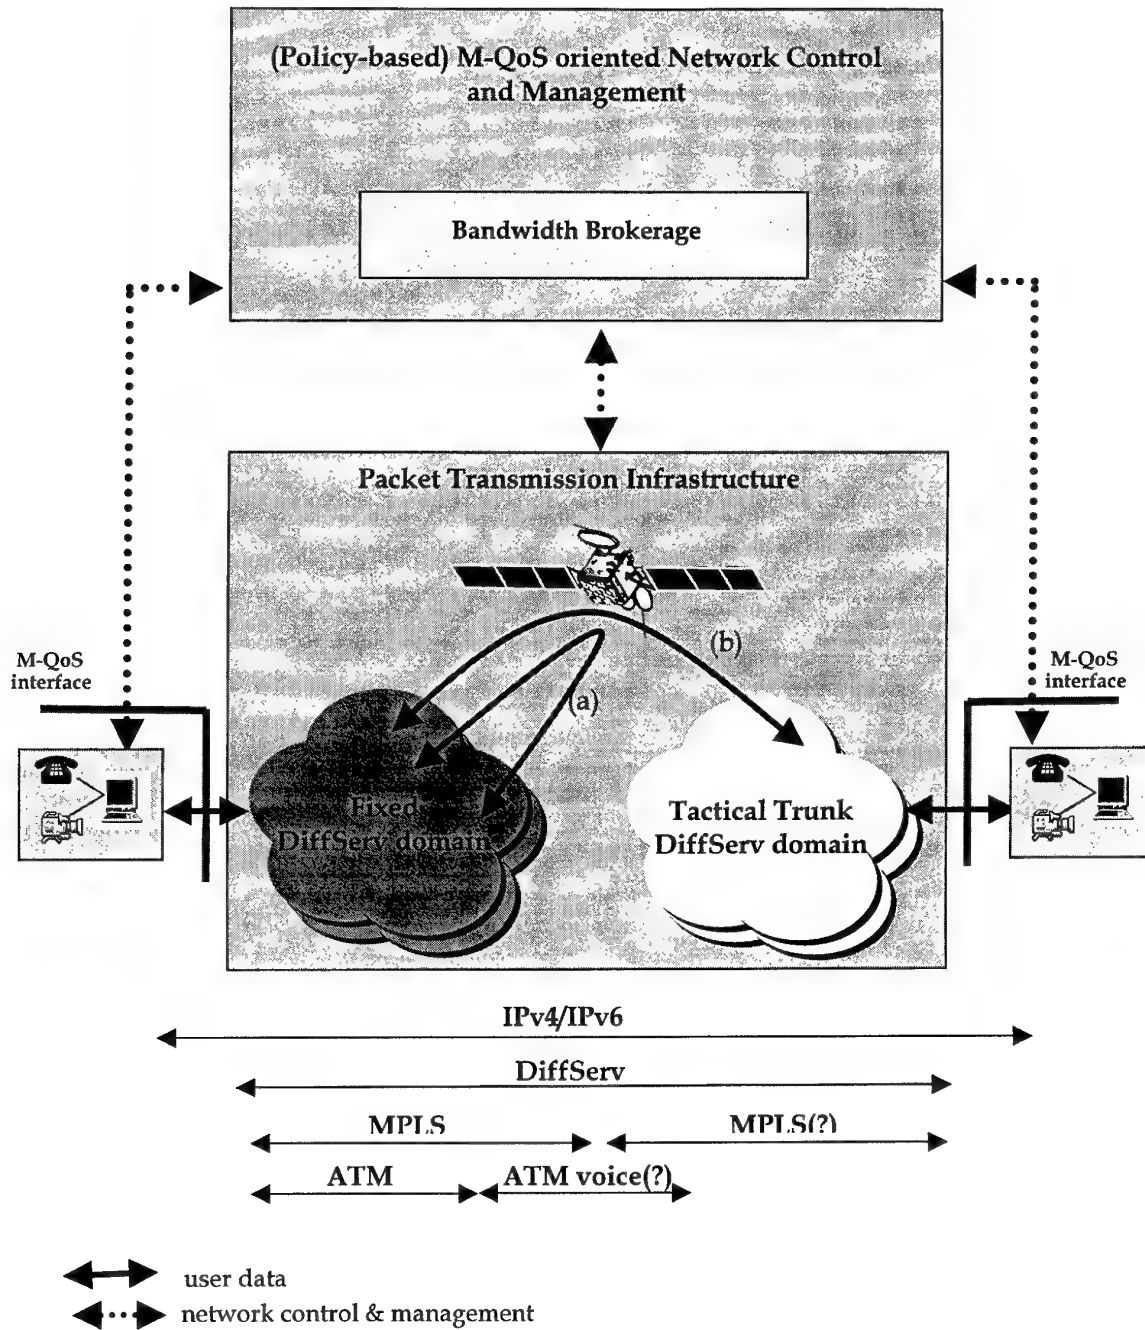 (Policy-based) M-QoS oriented Network Control
and Management
Bandwidth Brokerage
Packet Transmission Infrastructure
(b)
M-QoS
interface
M-QoS
interface
(a)
Fixed
DiffServ domain
Tactical Trunk
DiffServ domain
IPv4/IPv6
DiffServ
MPLS
MPLS(?)
ATM
ATM voice(?)
user data
network control & management